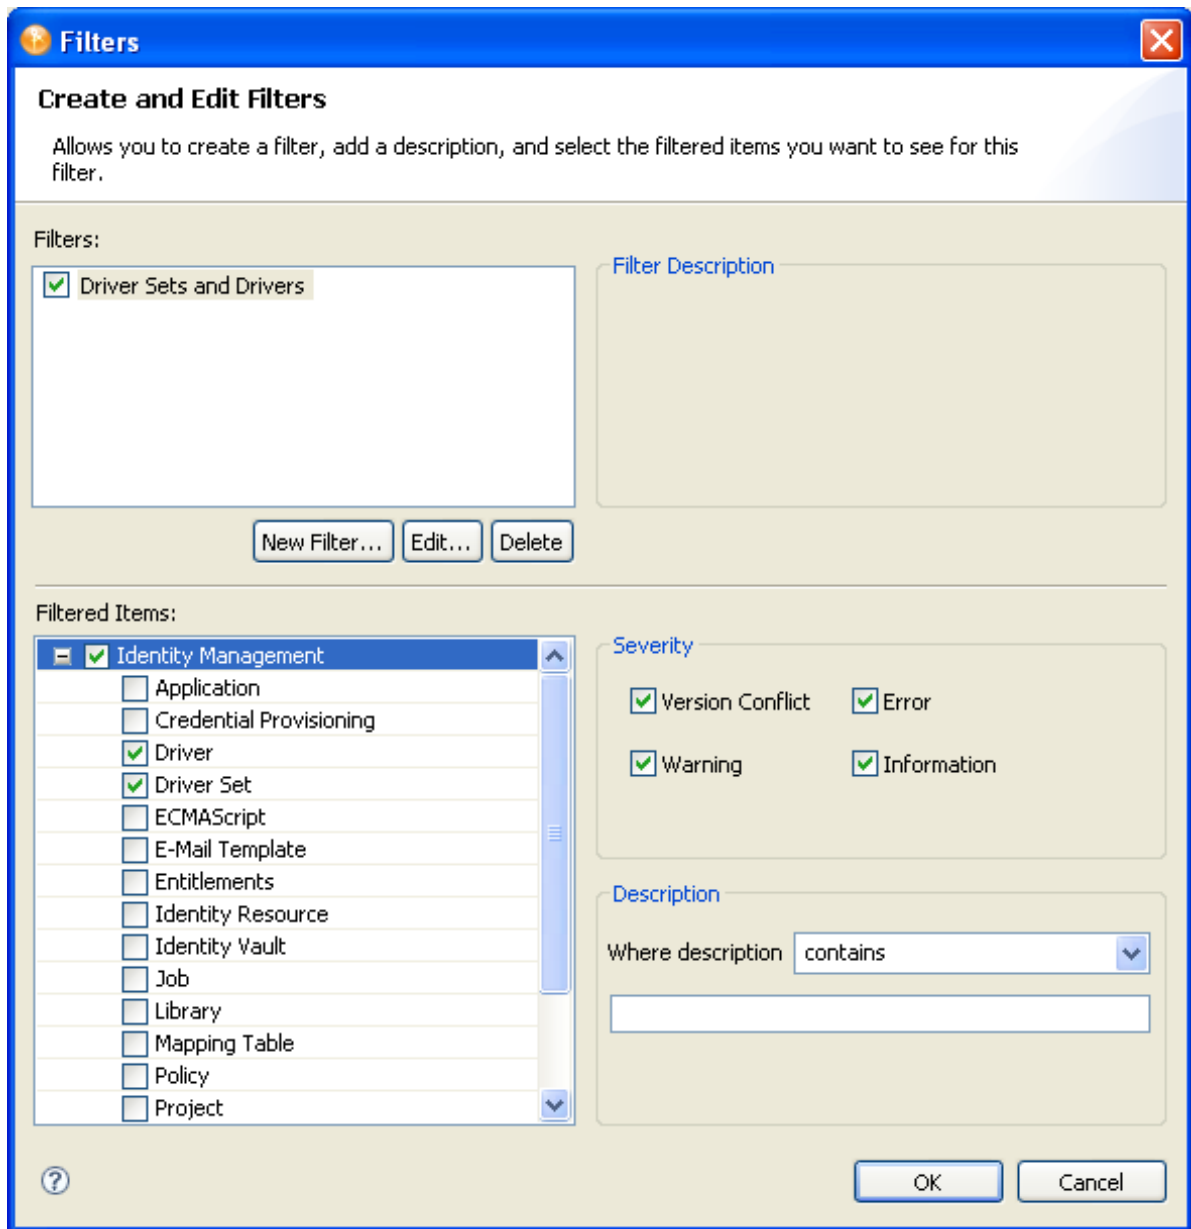 Filters
Create and Edit Filters
Allows you to create a filter, add a description, and select the filtered items you want to see for this
filter.
Filters:
Driver Sets and Drivers
Filter Description
New Filter...
Edit...
Delete
Filtered Items:
Identity Management
Application
Credential Provisioning
Driver
Driver Set
ECMAScript
E-Mail Template
Entitlements
Identity Resource
Identity Vault
Job
Library
Mapping Table
Policy
Project
Severity
Version Conflict
Error
Warning
Information
Description
Where description
contains
?
OK
Cancel